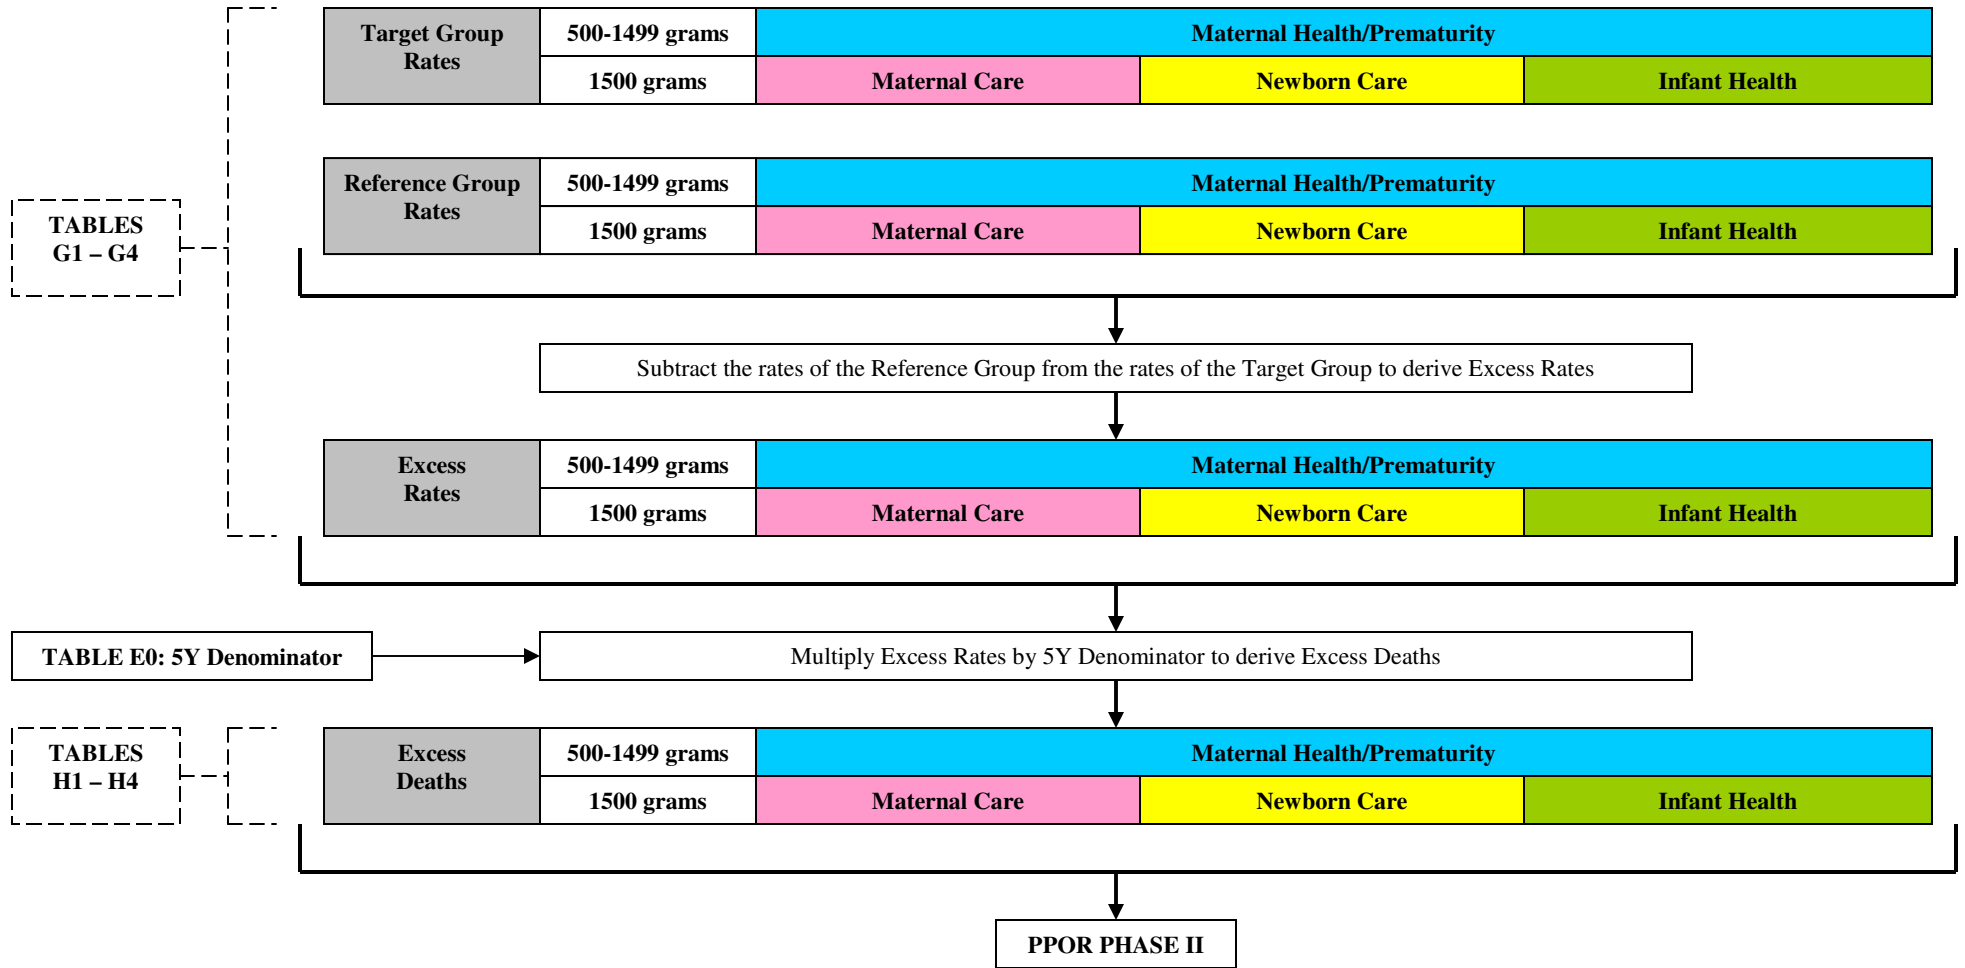 Target Group
Rates
500-1499 grams
Maternal Health/Prematurity
1500 grams
Maternal Care
Newborn Care
Infant Health
Reference Group
Rates
500-1499 grams
Maternal Health/Prematurity
1500 grams
Maternal Care
Newborn Care
Infant Health
TABLES
G1 – G4
Subtract the rates of the Reference Group from the rates of the Target Group to derive Excess Rates
Excess
Rates
500-1499 grams
Maternal Health/Prematurity
1500 grams
Maternal Care
Newborn Care
Infant Health
TABLE E0: 5Y Denominator
Multiply Excess Rates by 5Y Denominator to derive Excess Deaths
TABLES
H1 – H4
Excess
Deaths
500-1499 grams
Maternal Health/Prematurity
1500 grams
Maternal Care
Newborn Care
Infant Health
PPOR PHASE II